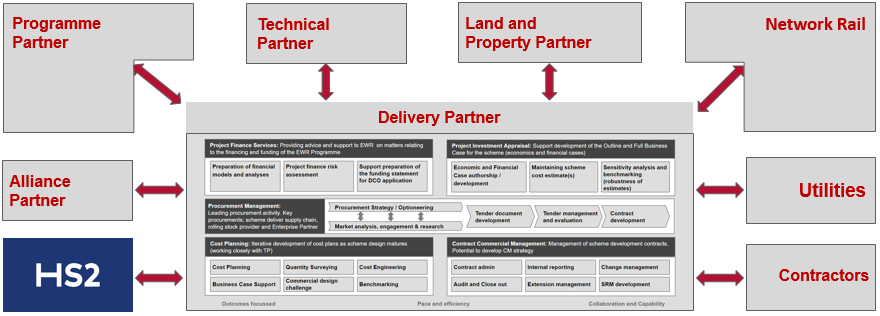 Programme
Partner
Technical
Partner
Land and
Property Partner
Network Rail
Delivery Partner
Project Finance Services: Providing advice and support to EWR on matters relating
to the financing and funding of the EWR Programme
Preparation of financial
models and analyses
Project finance risk
assessment
Support preparation of
the funding statement
for DCO application
Project Investment Appraisal: Support development of the Outline and Full Business
Case for the scheme (economics and financial cases)
Economic and Financial
Case authorship /
development
Maintaining scheme
cost estimate(s)
Sensitivity analysis and
benchmarking
(robustness of
estimates)
Alliance
Partner
Utilities
Procurement Management:
Leading procurement activity. Key
procurements; scheme deliver supply chain,
rolling stock provider and Enterprise Partner
Procurement Strategy / Optioneering
Market analysis, engagement & research
Tender document
development
Tender management
and evaluation
Contract
development
Cost Planning: Iterative development of cost plans as scheme design matures
(working closely with TP)
Cost Planning
Quantity Surveying
Cost Engineering
Business Case Support
Commercial design
challenge
Benchmarking
Contract Commercial Management: Management of scheme development contracts.
Potential to develop CM strategy
Contract admin
Internal reporting
Change management
Audit and Close out
Extension management
SRM development
HS2
Contractors
Outcomes focussed
Pace and efficiency
Collaboration and Capability